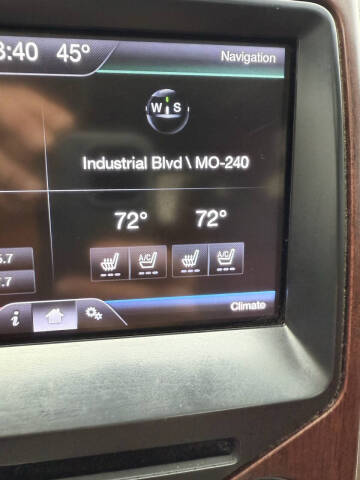 :40 45° Navigation
W S
Industrial Blvd \ MO-240
72° 72°
A/C A/C
.7
.7
i Climate